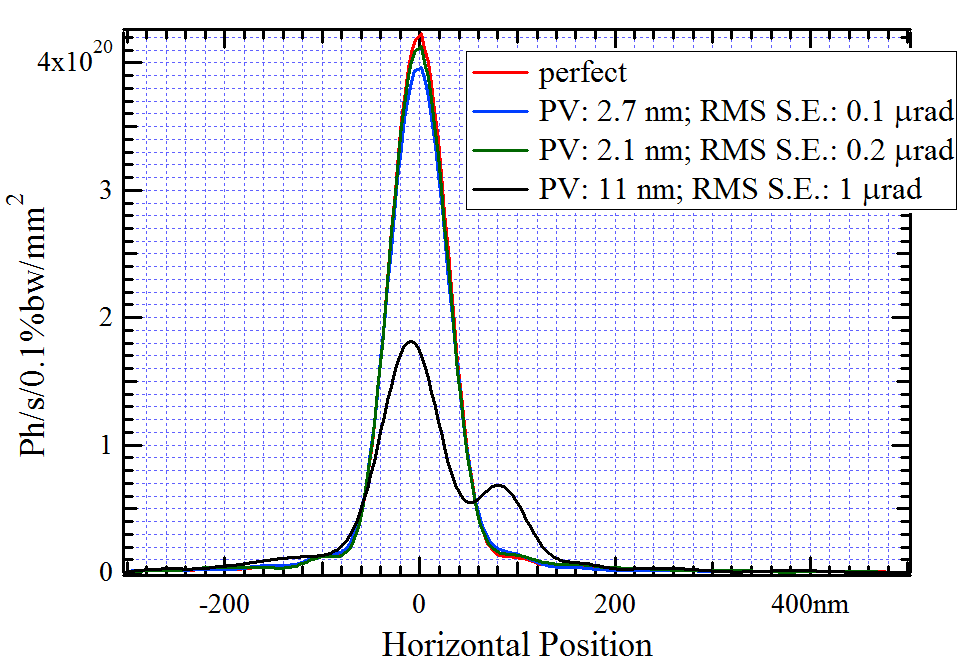 4x10^20
3
2
1
0
Ph/s/0.1%bw/mm^2
perfect
PV: 2.7 nm; RMS S.E.: 0.1 μrad
PV: 2.1 nm; RMS S.E.: 0.2 μrad
PV: 11 nm; RMS S.E.: 1 μrad
-200 0 200 400nm
Horizontal Position